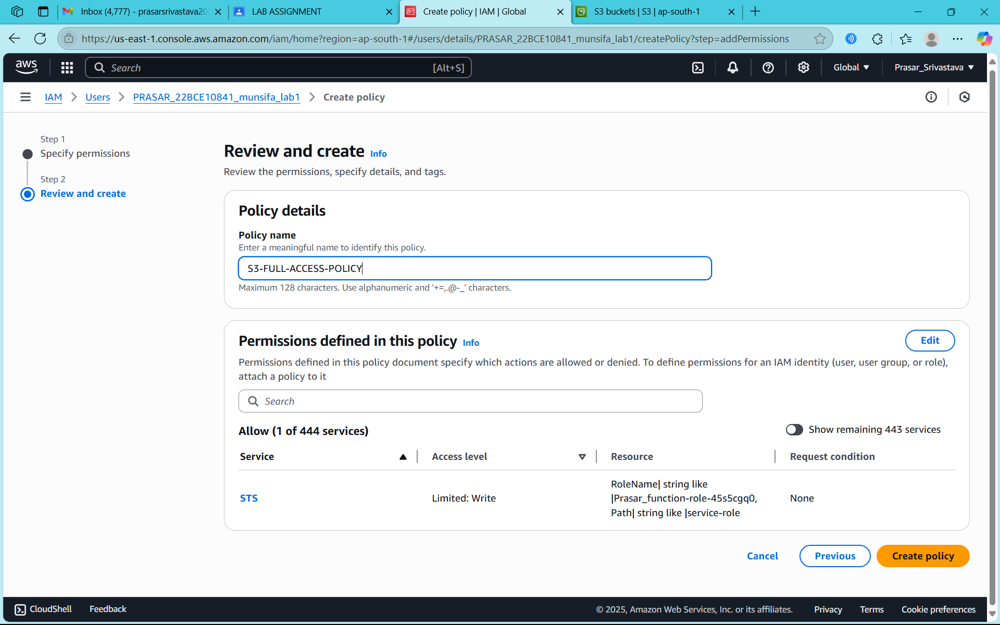 Inbox (4,777) - prasarsrivastava20
LAB ASSIGNMENT
Create policy | IAM | Global
S3 buckets | S3 | ap-south-1
https://us-east-1.console.aws.amazon.com/iam/home?region=ap-south-1#/users/details/PRASAR_22BCE10841_munsifa_lab1/createPolicy?step=addPermissions
aws
Search
[Alt+S]
Global
Prasar_Srivastava
IAM
Users
PRASAR_22BCE10841_munsifa_lab1
Create policy
Step 1
Specify permissions
Step 2
Review and create
Review and create Info
Review the permissions, specify details, and tags.
Policy details
Policy name
Enter a meaningful name to identify this policy.
S3-FULL-ACCESS-POLICY
Maximum 128 characters. Use alphanumeric and '+=,.@-_' characters.
Permissions defined in this policy Info
Edit
Permissions defined in this policy document specify which actions are allowed or denied. To define permissions for an IAM identity (user, user group, or role),
attach a policy to it
Search
Allow (1 of 444 services)
Show remaining 443 services
Service
Access level
Resource
Request condition
STS
Limited: Write
RoleName| string like
|Prasar_function-role-45s5cgq0,
Path| string like |service-role
None
Cancel
Previous
Create policy
CloudShell
Feedback
© 2025, Amazon Web Services, Inc. or its affiliates.
Privacy
Terms
Cookie preferences